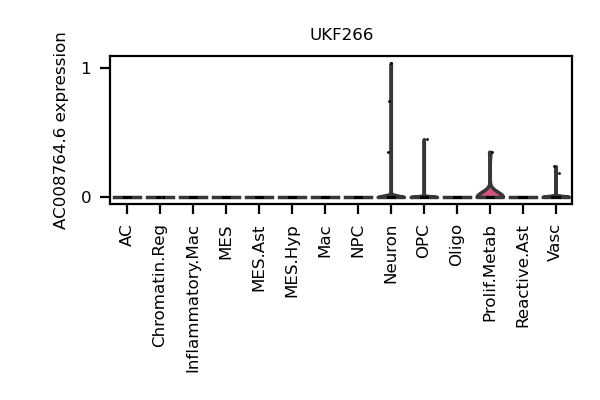 UKF266
AC008764.6 expression
1
0
AC
Chromatin.Reg
Inflammatory.Mac
MES
MES.Ast
MES.Hyp
Mac
NPC
Neuron
OPC
Oligo
Prolif.Metab
Reactive.Ast
Vasc